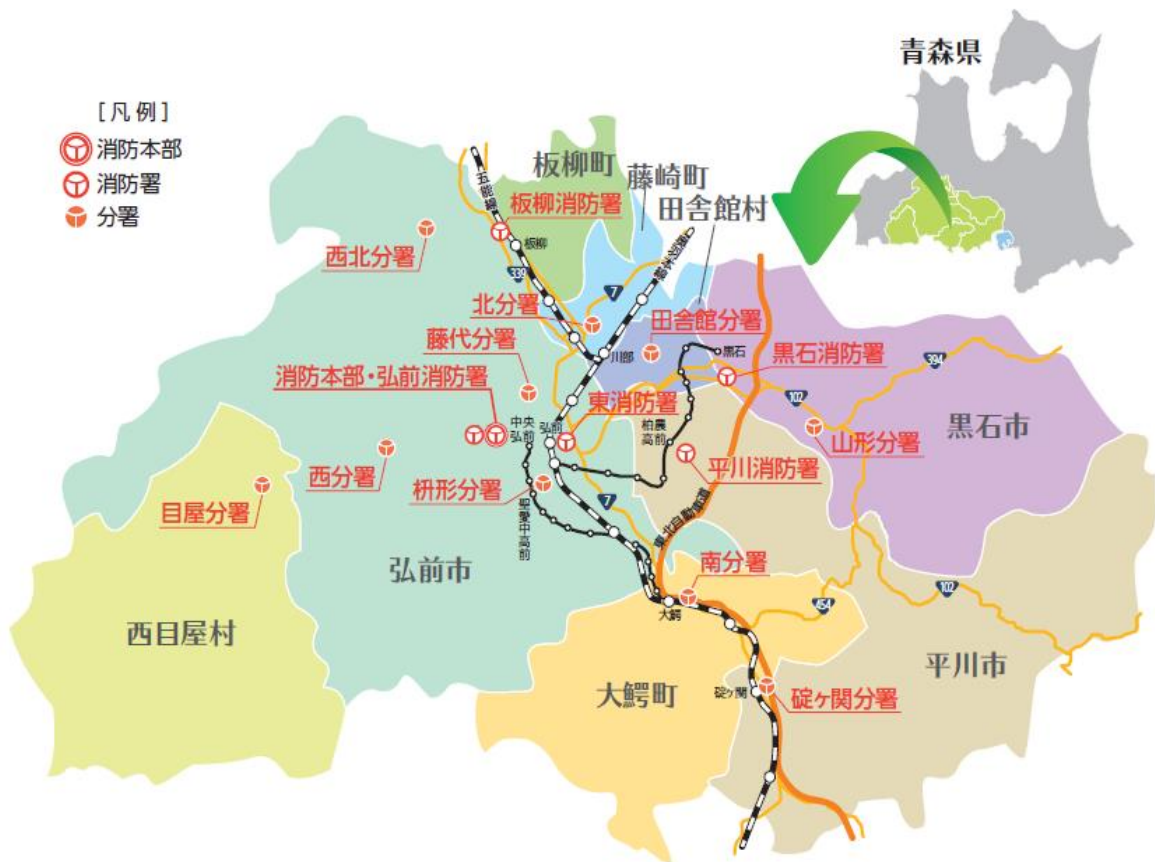 青森県
[凡例]
消防本部
消防署
分署
板柳町
藤崎町
田舎館村
五能線
板柳消防署
板柳
奥羽本線
西北分署
339
7
北分署
田舎館分署
藤代分署
川部
黒石
黒石消防署
394
消防本部・弘前消防署
東消防署
102
中央
弘前
弘前
柏農
高前
山形分署
黒石市
西分署
平川消防署
目屋分署
枡形分署
7
東北自動車道
聖愛中高前
弘前市
南分署
大鰐
454
102
西目屋村
大鰐町
平川市
碇ヶ関
碇ヶ関分署